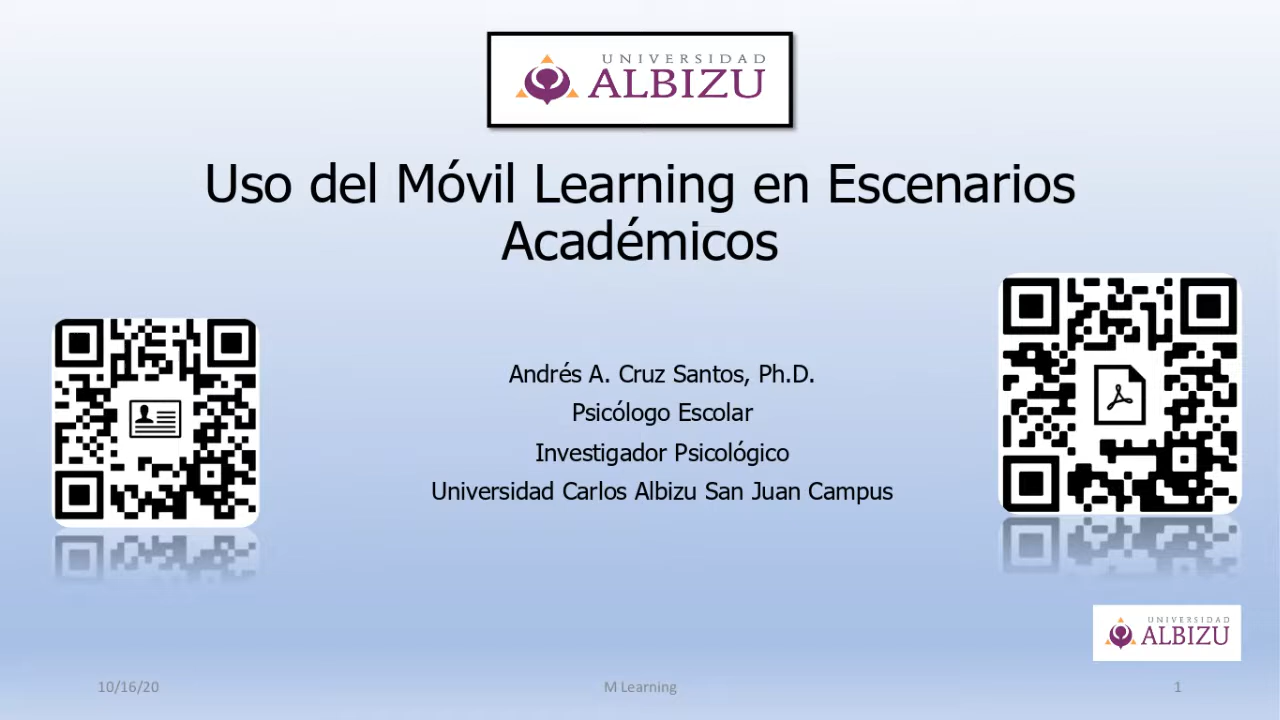 UNIVERSIDAD
ALBIZU
Uso del Móvil Learning en Escenarios
Académicos
Andrés A. Cruz Santos, Ph.D.
Psicólogo Escolar
Investigador Psicológico
Universidad Carlos Albizu San Juan Campus
UNIVERSIDAD
ALBIZU
10/16/20
M Learning
1